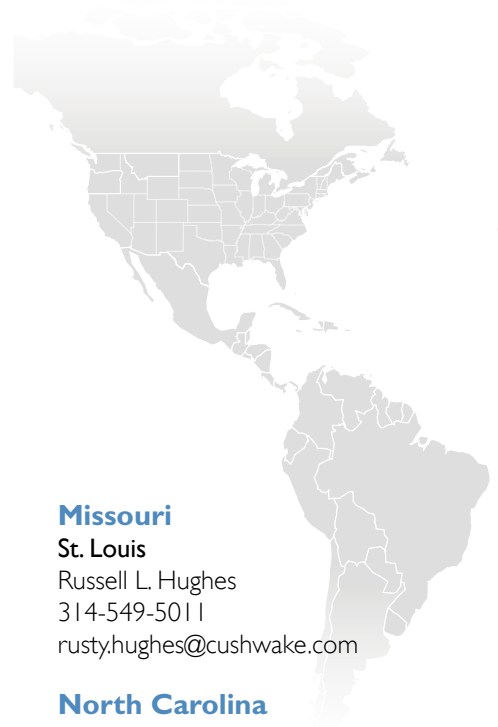 Missouri
St. Louis
Russell L. Hughes
314-549-5011
rusty.hughes@cushwake.com
North Carolina